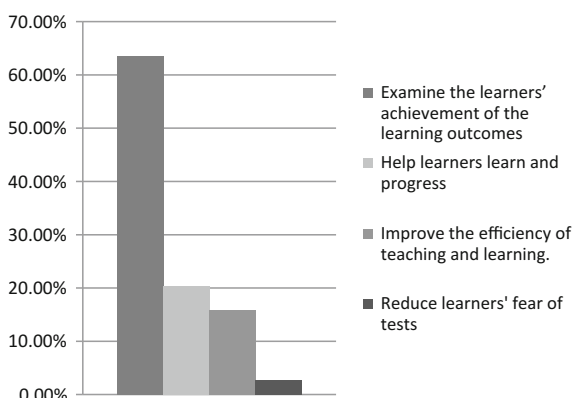 70.00%
60.00%
50.00%
40.00%
30.00%
20.00%
10.00%
0.00%
Examine the learners’
achievement of the
learning outcomes
Help learners learn and
progress
Improve the efficiency of
teaching and learning.
Reduce learners' fear of
tests